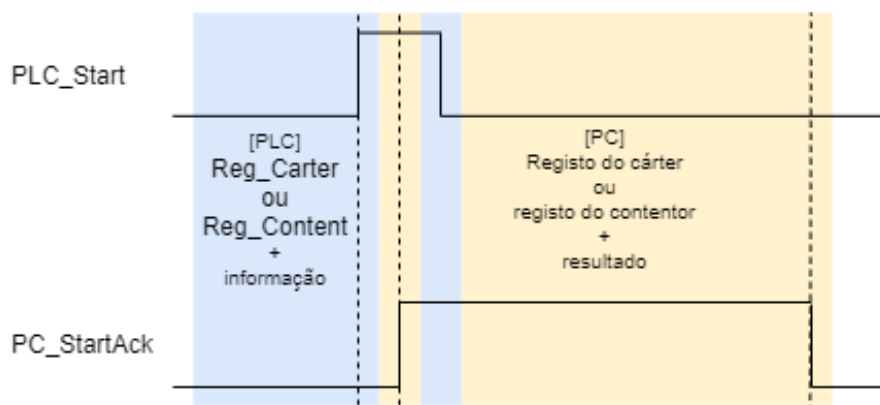 PLC_Start
[PLC]
Reg_Carter
ou
Reg_Content
+
informação
[PC]
Registo do cárter
ou
registo do contentor
+
resultado
PC_StartAck